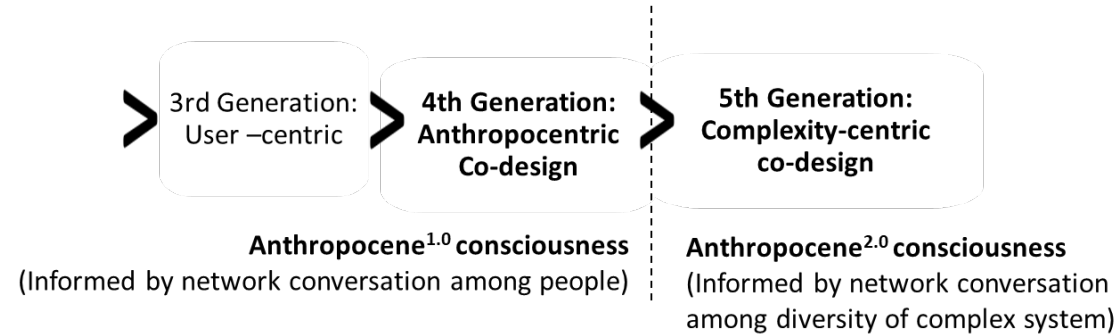 3rd Generation:
User –centric
4th Generation:
Anthropocentric
Co-design
5th Generation:
Complexity-centric
co-design
Anthropocene1.0 consciousness
(Informed by network conversation among people)
Anthropocene2.0 consciousness
(Informed by network conversation
among diversity of complex system)